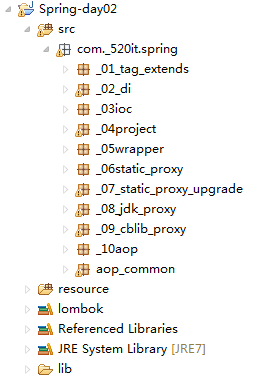 Spring-day02
src
com._520it.spring
_01_tag_extends
_02_di
_03ioc
_04project
_05wrapper
_06static_proxy
_07_static_proxy_upgrade
_08_jdk_proxy
_09_cblib_proxy
_10aop
aop_common
resource
lombok
Referenced Libraries
JRE System Library [JRE7]
lib